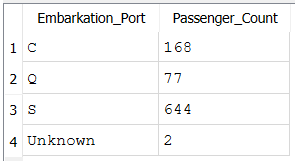 Embarkation_Port Passenger_Count
1 C 168
2 Q 77
3 S 644
4 Unknown 2